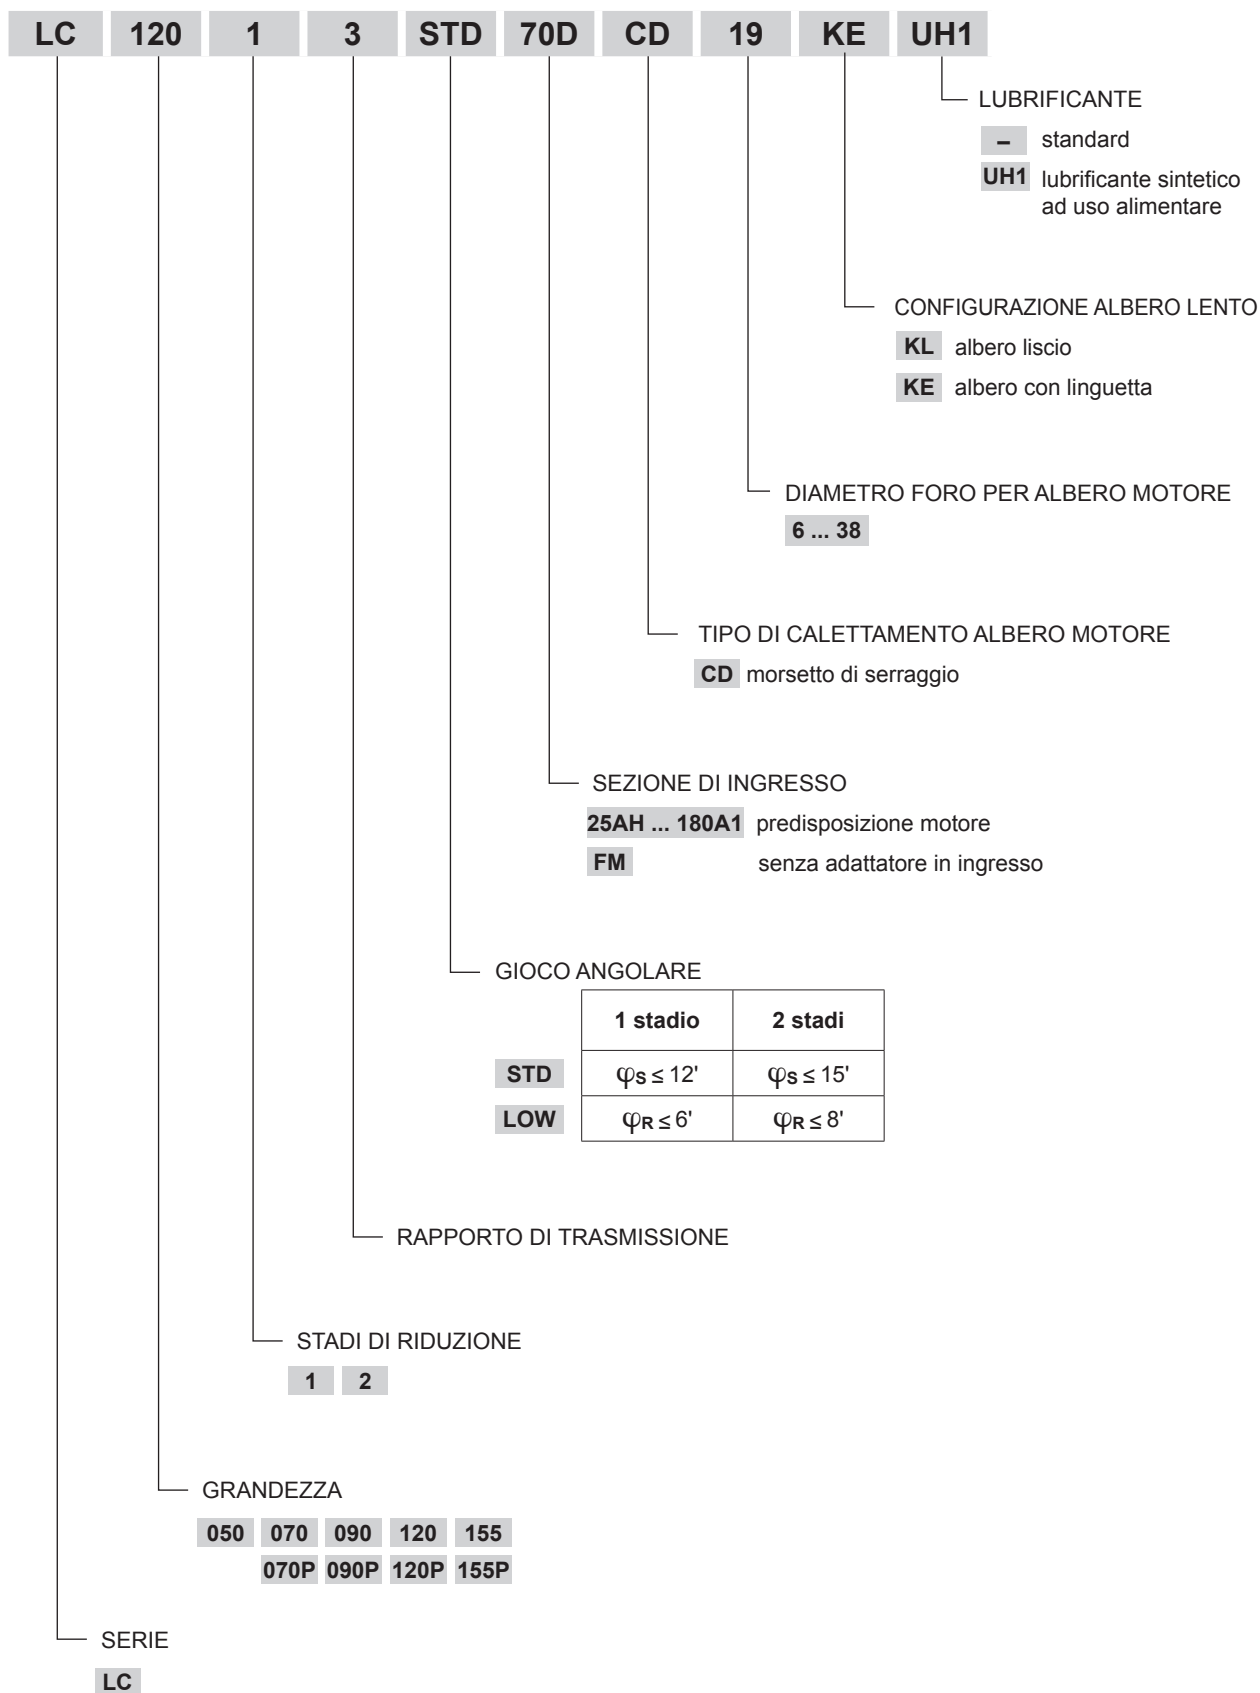 LC 120 1 3 STD 70D CD 19 KE UH1
LUBRIFICANTE
– standard
UH1 lubrificante sintetico
ad uso alimentare
CONFIGURAZIONE ALBERO LENTO
KL albero liscio
KE albero con linguetta
DIAMETRO FORO PER ALBERO MOTORE
6 ... 38
TIPO DI CALETTAMENTO ALBERO MOTORE
CD morsetto di serraggio
SEZIONE DI INGRESSO
25AH ... 180A1 predisposizione motore
FM senza adattatore in ingresso
GIOCO ANGOLARE
1 stadio 2 stadi
STD φS ≤ 12' φS ≤ 15'
LOW φR ≤ 6' φR ≤ 8'
RAPPORTO DI TRASMISSIONE
STADI DI RIDUZIONE
1 2
GRANDEZZA
050 070 090 120 155
070P 090P 120P 155P
SERIE
LC